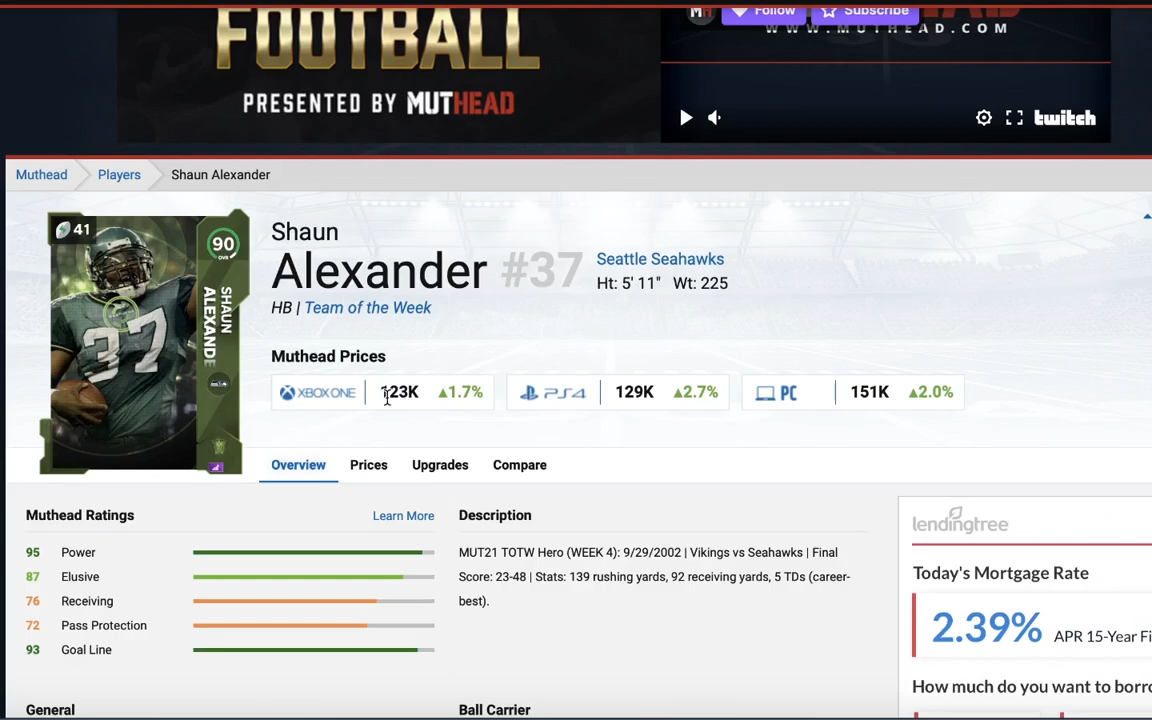 FOOTBALL
PRESENTED BY MUTHEAD
Follow
Subscribe
WWW.MUTHEAD.COM
twitch
Muthead
Players
Shaun Alexander
41
90
OVR
SHAUN
ALEXANDE
37
Shaun
Alexander #37
Seattle Seahawks
Ht: 5' 11" Wt: 225
HB | Team of the Week
Muthead Prices
XBOX ONE 123K ▲1.7%
PS4 129K ▲2.7%
PC 151K ▲2.0%
Overview Prices Upgrades Compare
Muthead Ratings Learn More
95 Power
87 Elusive
76 Receiving
72 Pass Protection
93 Goal Line
General
Description
MUT21 TOTW Hero (WEEK 4): 9/29/2002 | Vikings vs Seahawks | Final
Score: 23-48 | Stats: 139 rushing yards, 92 receiving yards, 5 TDs (career-
best).
Ball Carrier
lendingtree
Today's Mortgage Rate
2.39% APR 15-Year Fi
How much do you want to borro